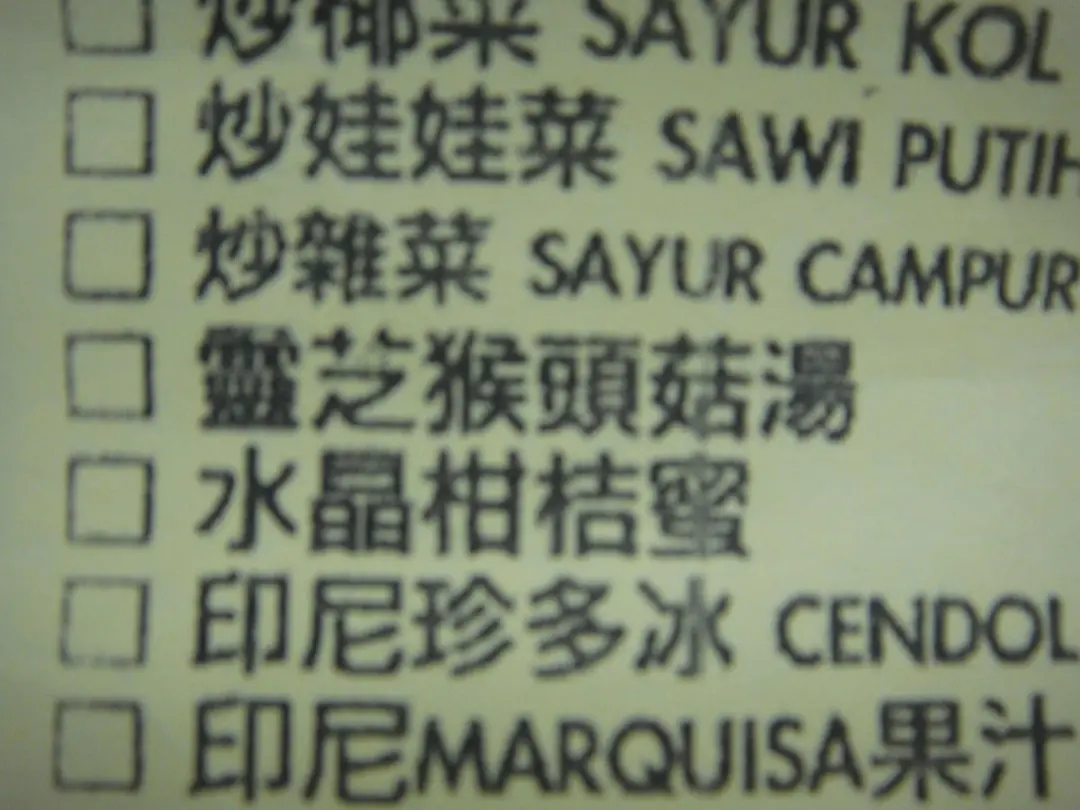 □ 炒椰菜 SAYUR KOL
□ 炒娃娃菜 SAWI PUTIH
□ 炒雜菜 SAYUR CAMPUR
□ 靈芝猴頭菇湯
□ 水晶柑桔蜜
□ 印尼珍多冰 CENDOL
□ 印尼MARQUISA果汁